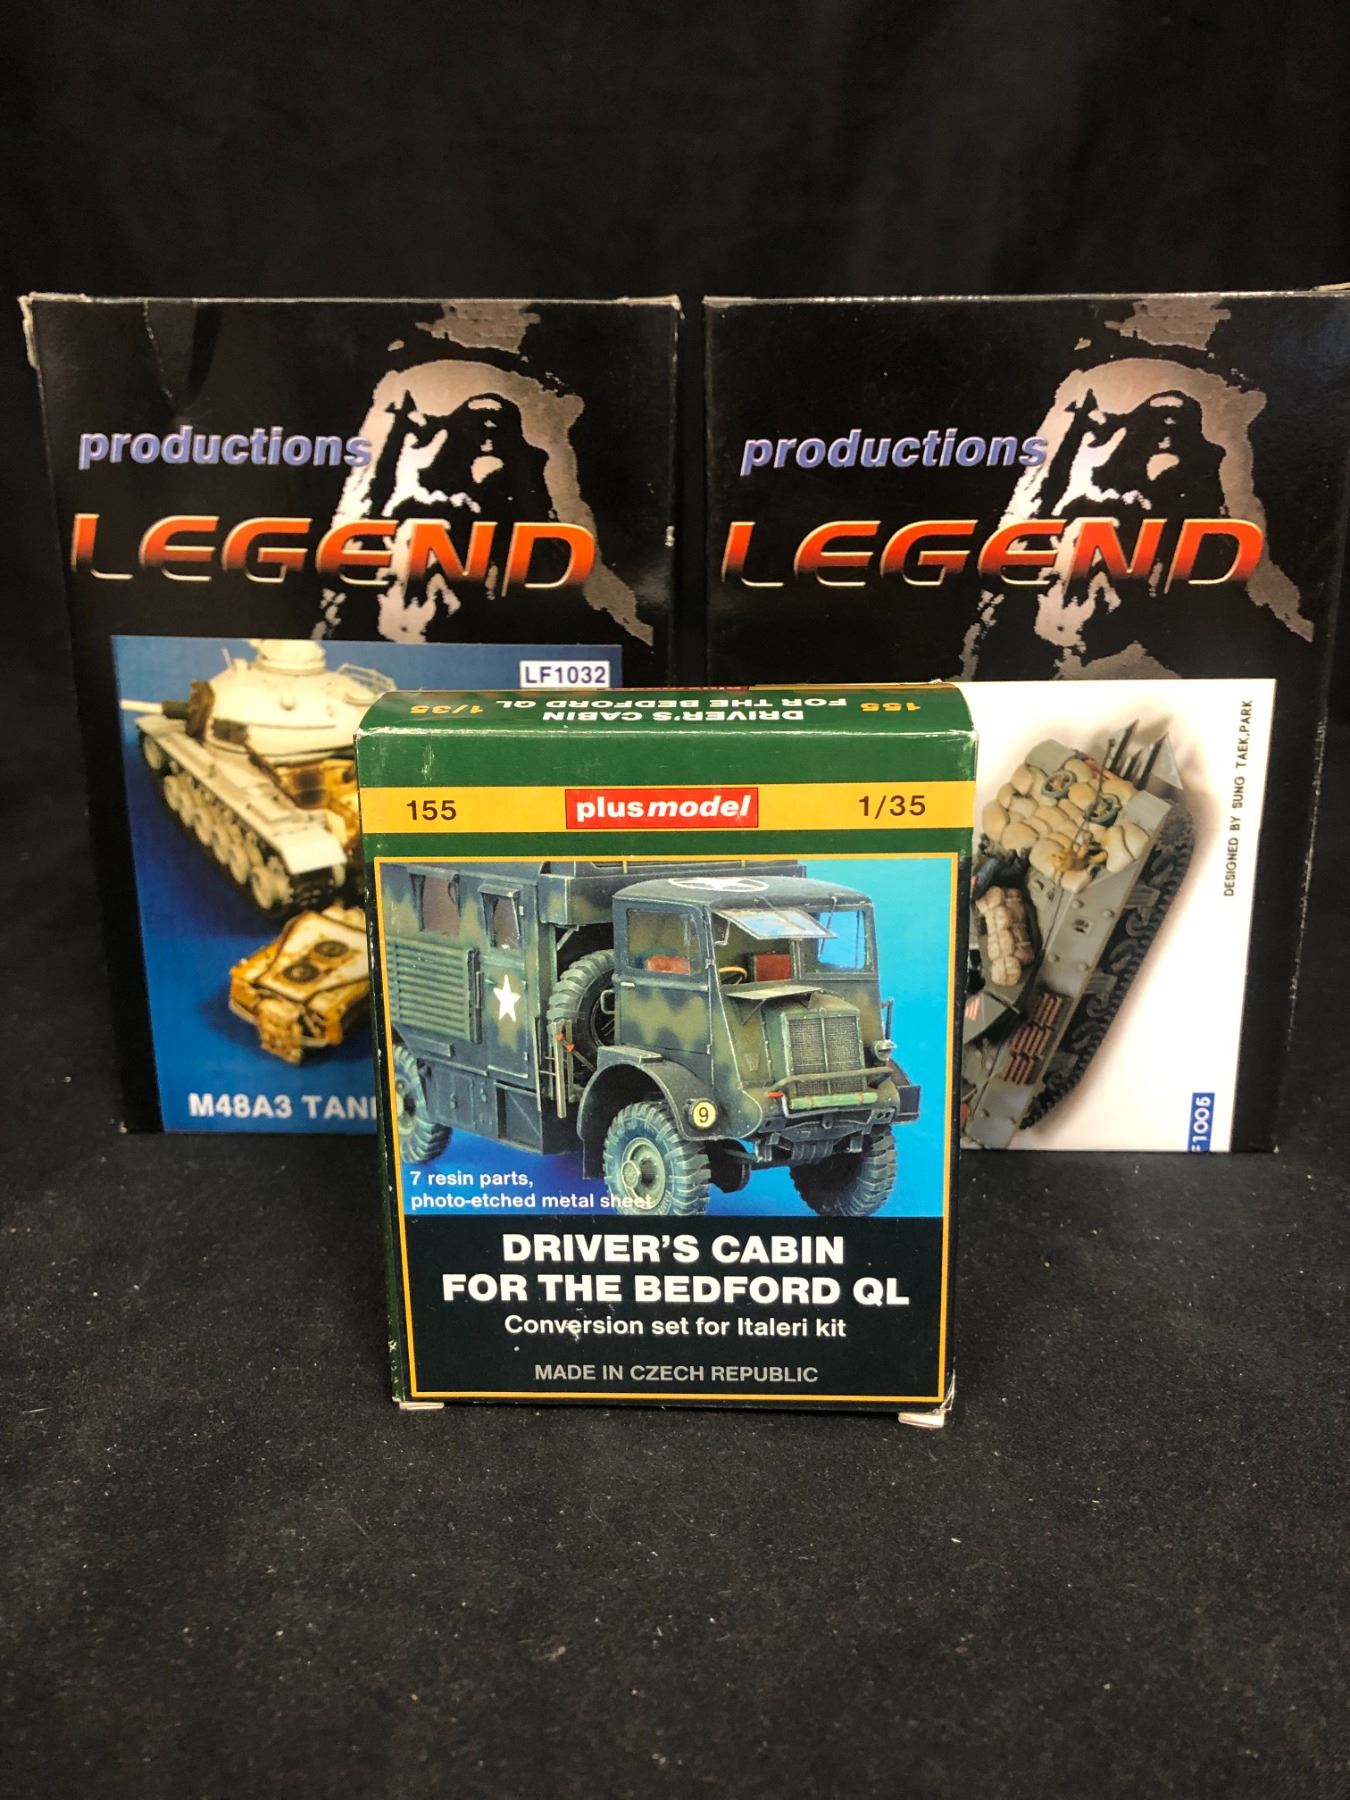 productions
LEGEND
LF1032
M48A3
productions
LEGEND
DESIGNED BY SUNG TAEK,PARK
F1005
DRIVER'S CABIN
FOR THE BEDFORD QL
155
1/35
155
plusmodel
1/35
9
7 resin parts,
photo-etched metal sheet
DRIVER'S CABIN
FOR THE BEDFORD QL
Conversion set for Italeri kit
MADE IN CZECH REPUBLIC